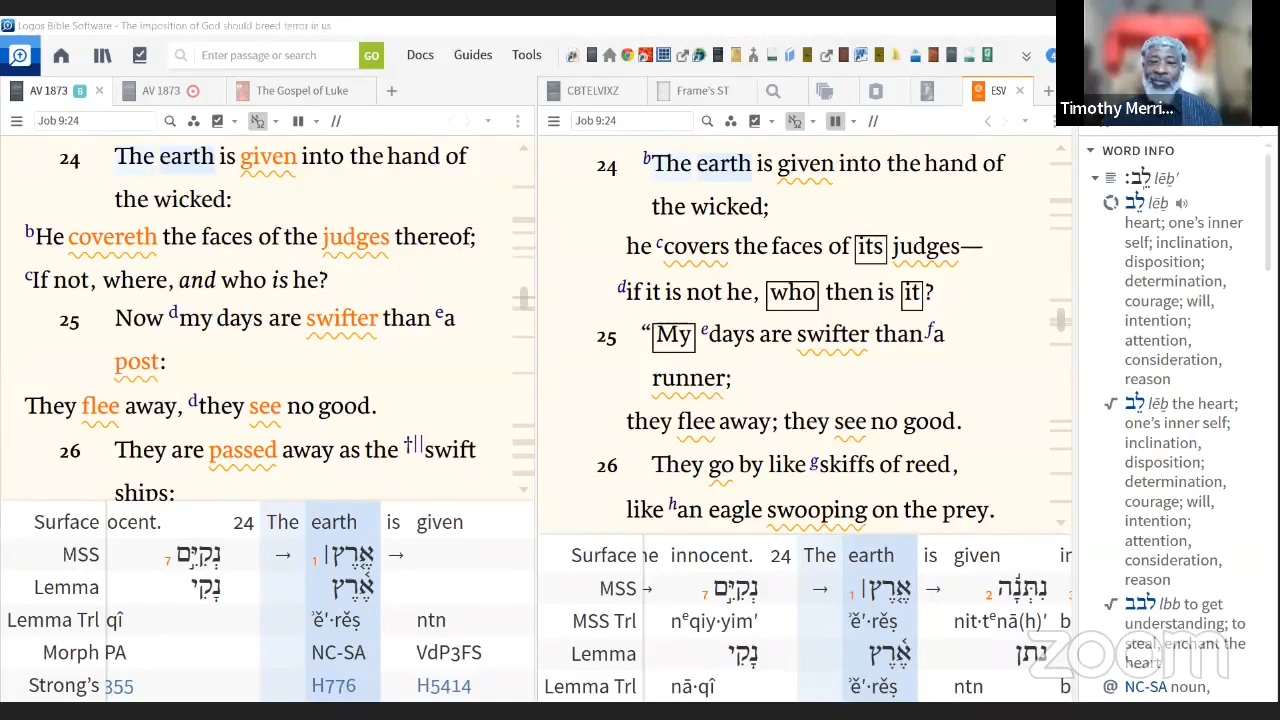 Logos Bible Software - The imposition of God should breed terror in us
Enter passage or search GO Docs Guides Tools
AV 1873 B × AV 1873 The Gospel of Luke +
CBTELVIXZ Frame's ST ESV × +
Timothy Merri...
Job 9:24
24 The earth is given into the hand of
the wicked:
bHe covereth the faces of the judges thereof;
cIf not, where, and who is he?
25 Now dmy days are swifter than ea
post:
They flee away, dthey see no good.
26 They are passed away as the †||swift
ships:
Surface ocent. 24 The earth is given
MSS נְקִיִּ֣ם 7 → אֶ֤רֶץ ׀ 1 →
Lemma נָקִי אֶ֫רֶץ
Lemma Trl qî ʾě′·rěṣ ntn
Morph PA NC-SA VdP3FS
Strong's 355 H776 H5414
Job 9:24
24 bThe earth is given into the hand of
the wicked;
he ccovers the faces of its judges—
dif it is not he, who then is it?
25 “My edays are swifter than fa
runner;
they flee away; they see no good.
26 They go by like gskiffs of reed,
like han eagle swooping on the prey.
Surface ne innocent. 24 The earth is given in
MSS → נְקִיִּ֣ם 7 → אֶ֤רֶץ ׀ 1 → נִתְּנָ֬ה 2
MSS Trl neqiy·yim′ ʾě′·rěṣ nit·tenā(h)′ b
Lemma נָקִי אֶ֫רֶץ נתן
Lemma Trl nā·qî ʾě′·rěṣ ntn b
WORD INFO
לֵֽב׃ lēḇ′
לֵב lēḇ
heart; one's inner
self; inclination,
disposition;
determination,
courage; will,
intention;
attention,
consideration,
reason
√ לֵב lēḇ the heart;
one's inner self;
inclination,
disposition;
determination,
courage; will,
intention;
attention,
consideration,
reason
√ לבב lbb to get
understanding; to
steal, enchant the
heart
@ NC-SA noun,
zoom